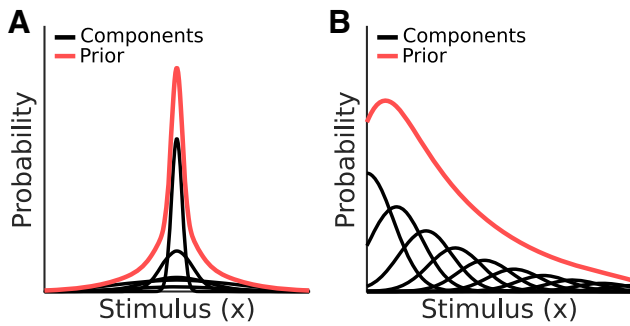 A
Components
Prior
Probability
Stimulus (x)
B
Components
Prior
Probability
Stimulus (x)